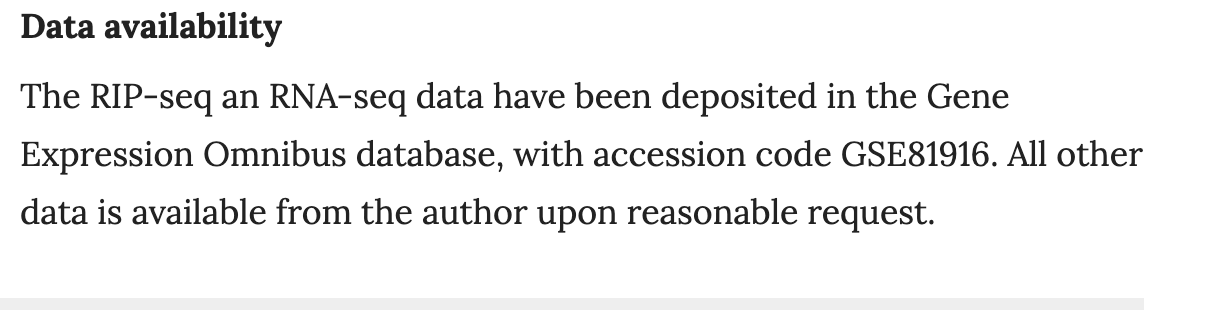 Data availability
The RIP-seq an RNA-seq data have been deposited in the Gene
Expression Omnibus database, with accession code GSE81916. All other
data is available from the author upon reasonable request.